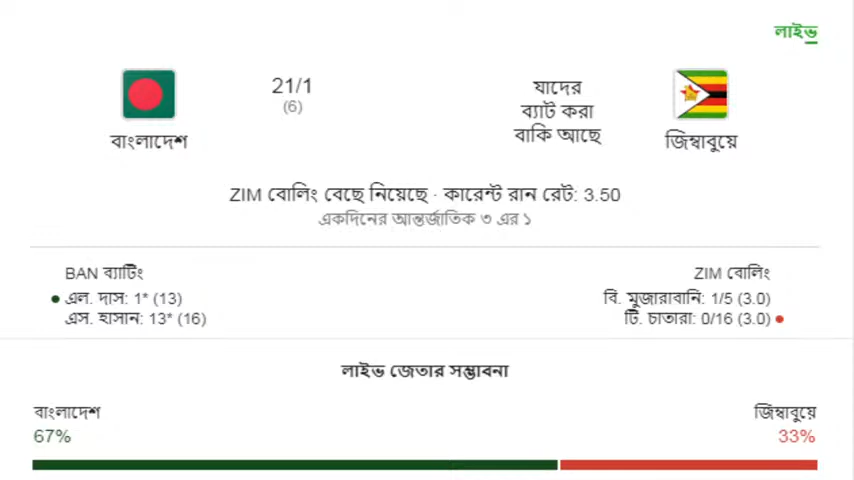 লাইভ
21/1
(6)
বাংলাদেশ
যাদের
ব্যাট করা
বাকি আছে
জিম্বাবুয়ে
ZIM বোলিং বেছে নিয়েছে · কারেন্ট রান রেট: 3.50
একদিনের আন্তর্জাতিক ৩ এর ১
BAN ব্যাটিং
ZIM বোলিং
এল. দাস: 1* (13)
বি. মুজারাবানি: 1/5 (3.0)
এস. হাসান: 13* (16)
টি. চাতারা: 0/16 (3.0)
লাইভ জেতার সম্ভাবনা
বাংলাদেশ
জিম্বাবুয়ে
67%
33%